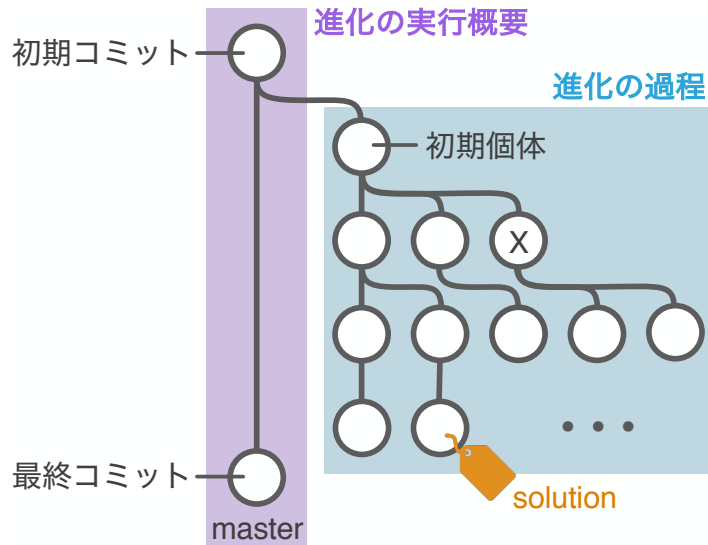 進化の実行概要
初期コミット
進化の過程
初期個体
X
最終コミット
solution
master